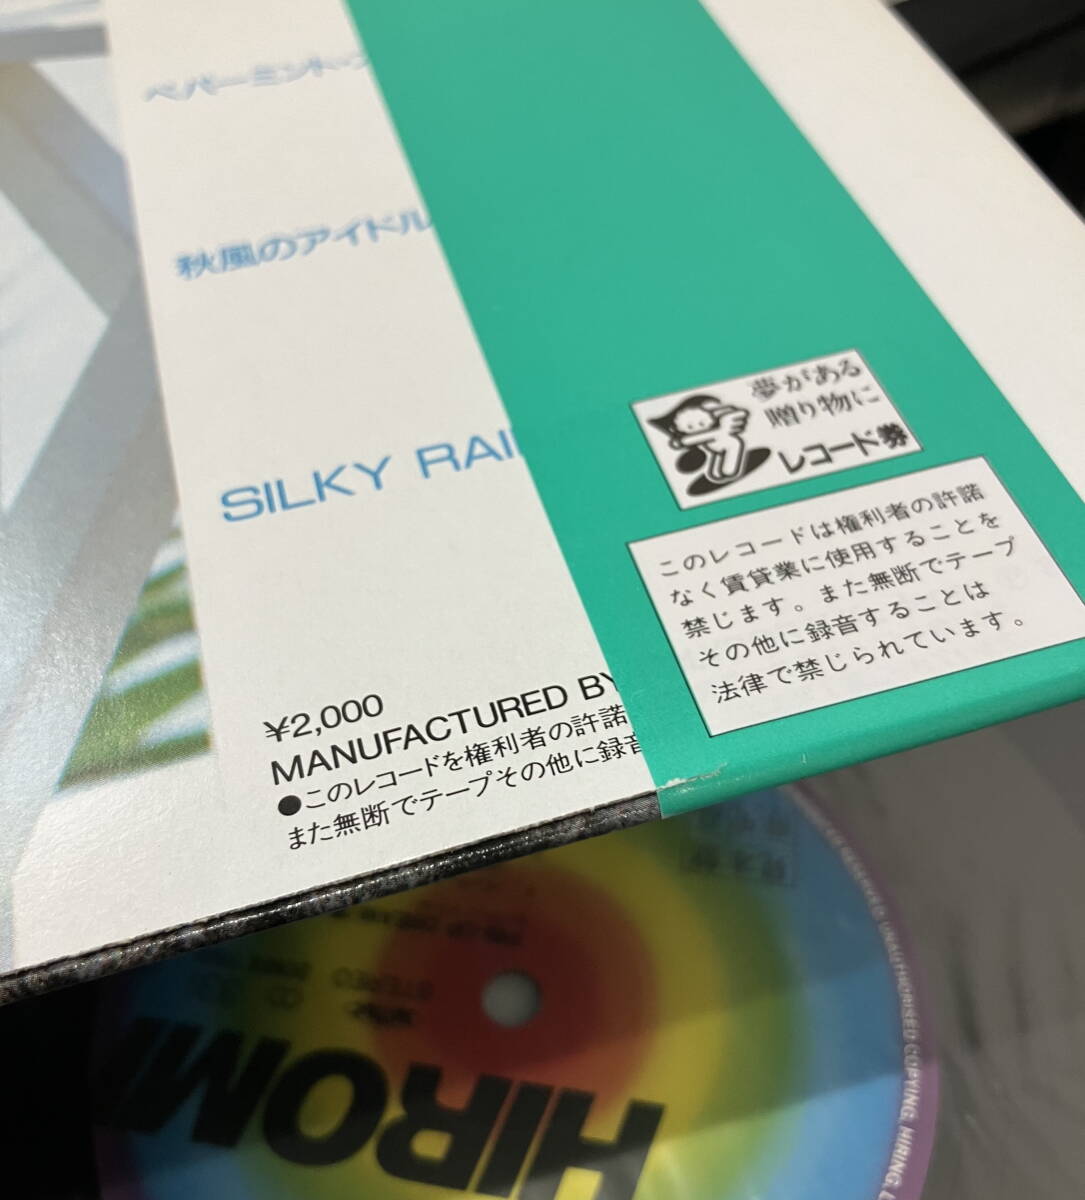 ペパーミント・
秋風のアイドル
SILKY RAI
夢がある
贈り物に
レコード券
このレコードは権利者の許諾
なく賃貸業に使用することを
禁じます。また無断でテープ
その他に録音することは
法律で禁じられています。
¥2,000
MANUFACTURED BY
●このレコードを権利者の許諾
また無断でテープその他に録音
STEREO
HIROMI
UNAUTHORISED COPYING, HIRING